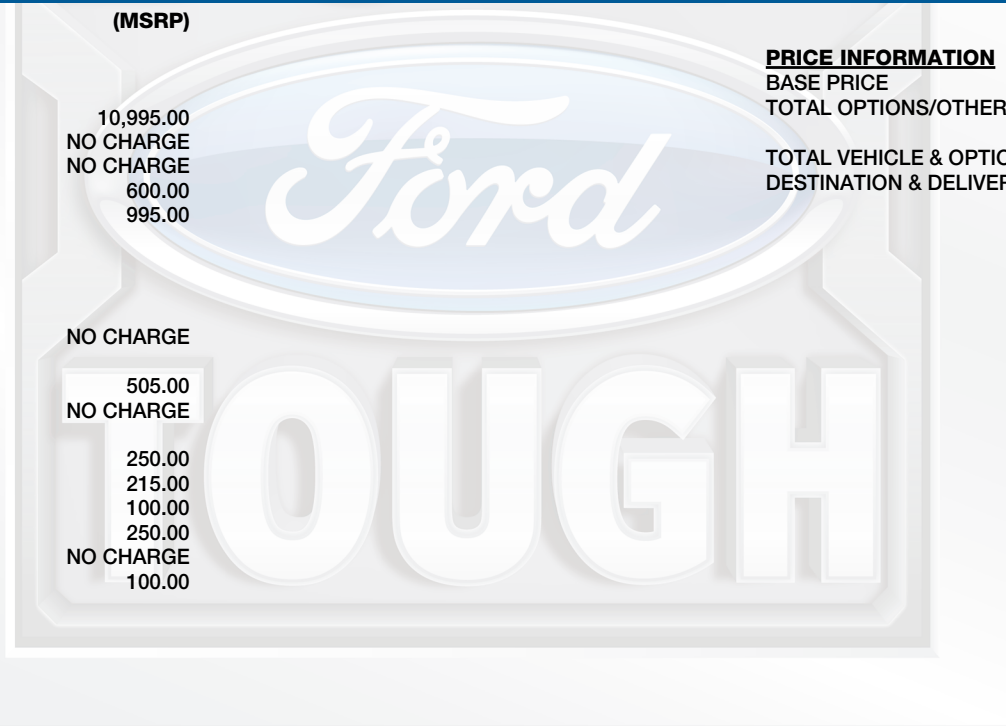 (MSRP)
10,995.00
NO CHARGE
NO CHARGE
600.00
995.00
NO CHARGE
505.00
NO CHARGE
250.00
215.00
100.00
250.00
NO CHARGE
100.00
PRICE INFORMATION
BASE PRICE
TOTAL OPTIONS/OTHER
TOTAL VEHICLE & OPTIO
DESTINATION & DELIVER
Ford
TOUGH